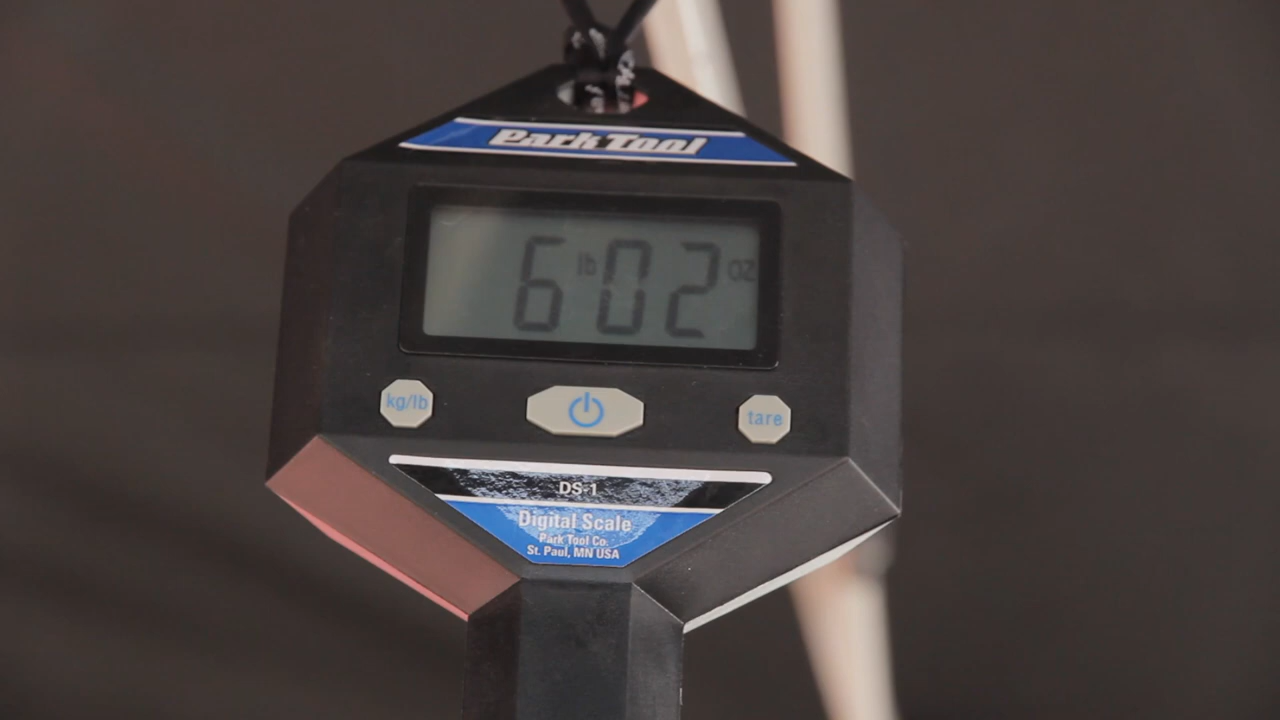 Park Tool
6 lb 02 oz
kg/lb
tare
DS-1
Digital Scale
Park Tool Co.
St. Paul, MN USA